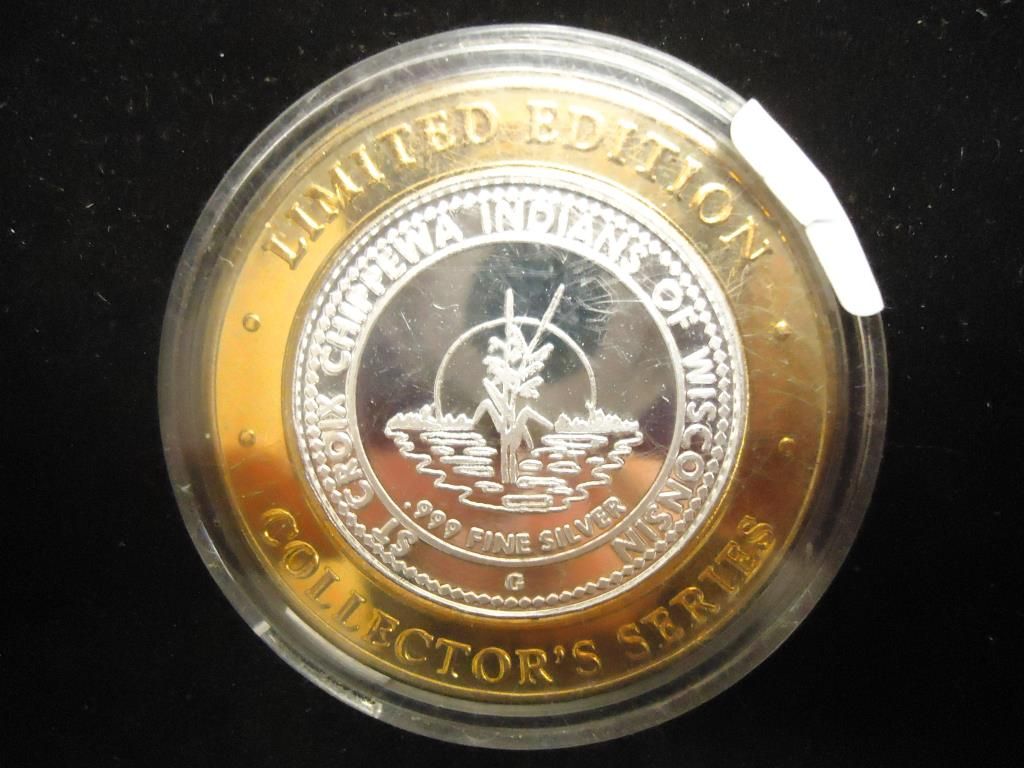 LIMITED EDITION
ST CROIX CHIPPEWA INDIANS OF WISCONSIN
.999 FINE SILVER
G
COLLECTOR'S SERIES